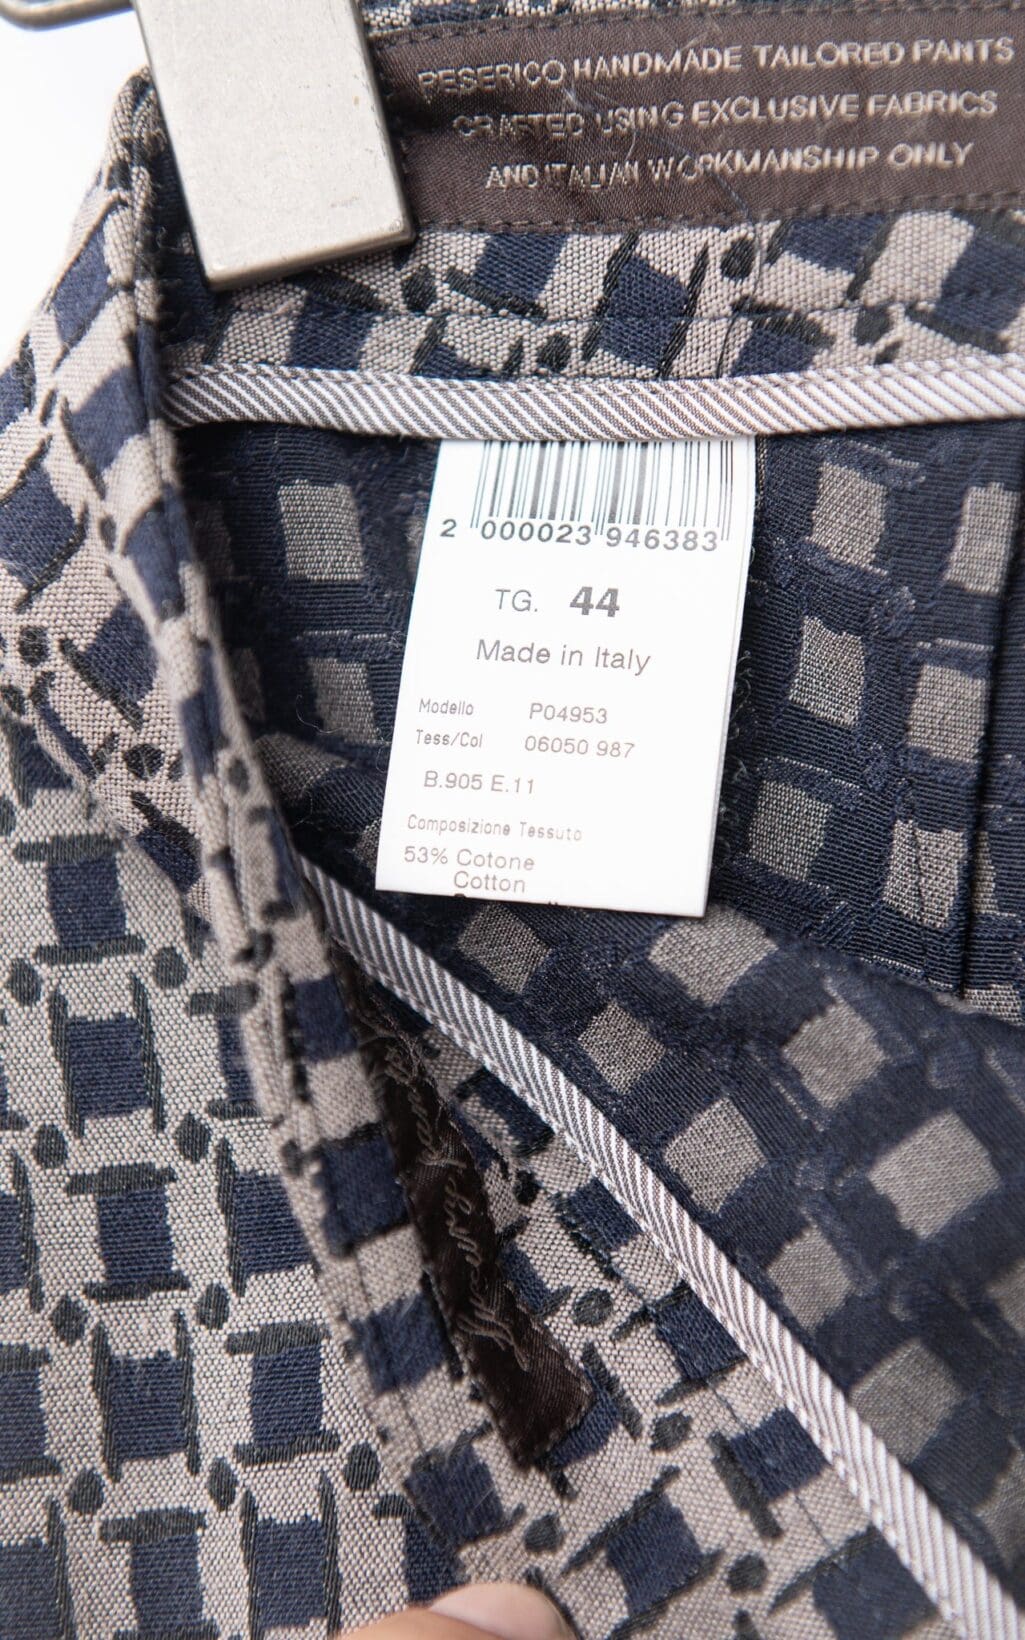 PESERICO HANDMADE TAILORED PANTS
CRAFTED USING EXCLUSIVE FABRICS
AND ITALIAN WORKMANSHIP ONLY
2 000023 946383
TG. 44
Made in Italy
Modello P04953
Tess/Col 06050 987
B.905 E.11
Composizione Tessuto
53% Cotone
Cotton